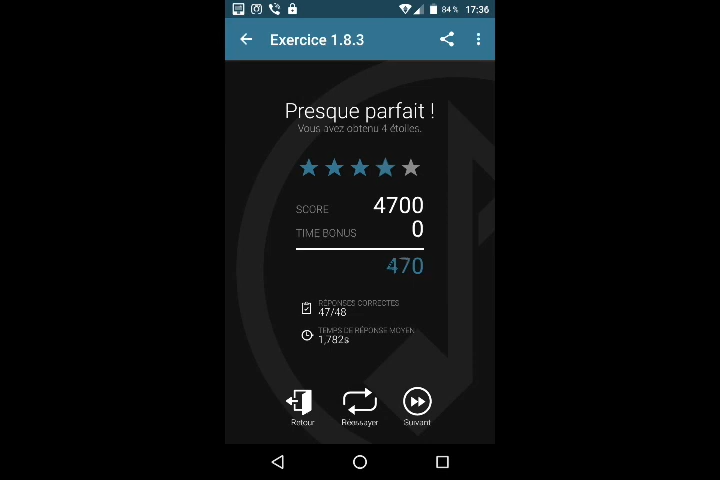 84 % 17:36
Exercice 1.8.3
Presque parfait !
Vous avez obtenu 4 étoiles.
SCORE 4700
TIME BONUS 0
470
RÉPONSES CORRECTES
47/48
TEMPS DE RÉPONSE MOYEN
1,782s
Retour Réessayer Suivant